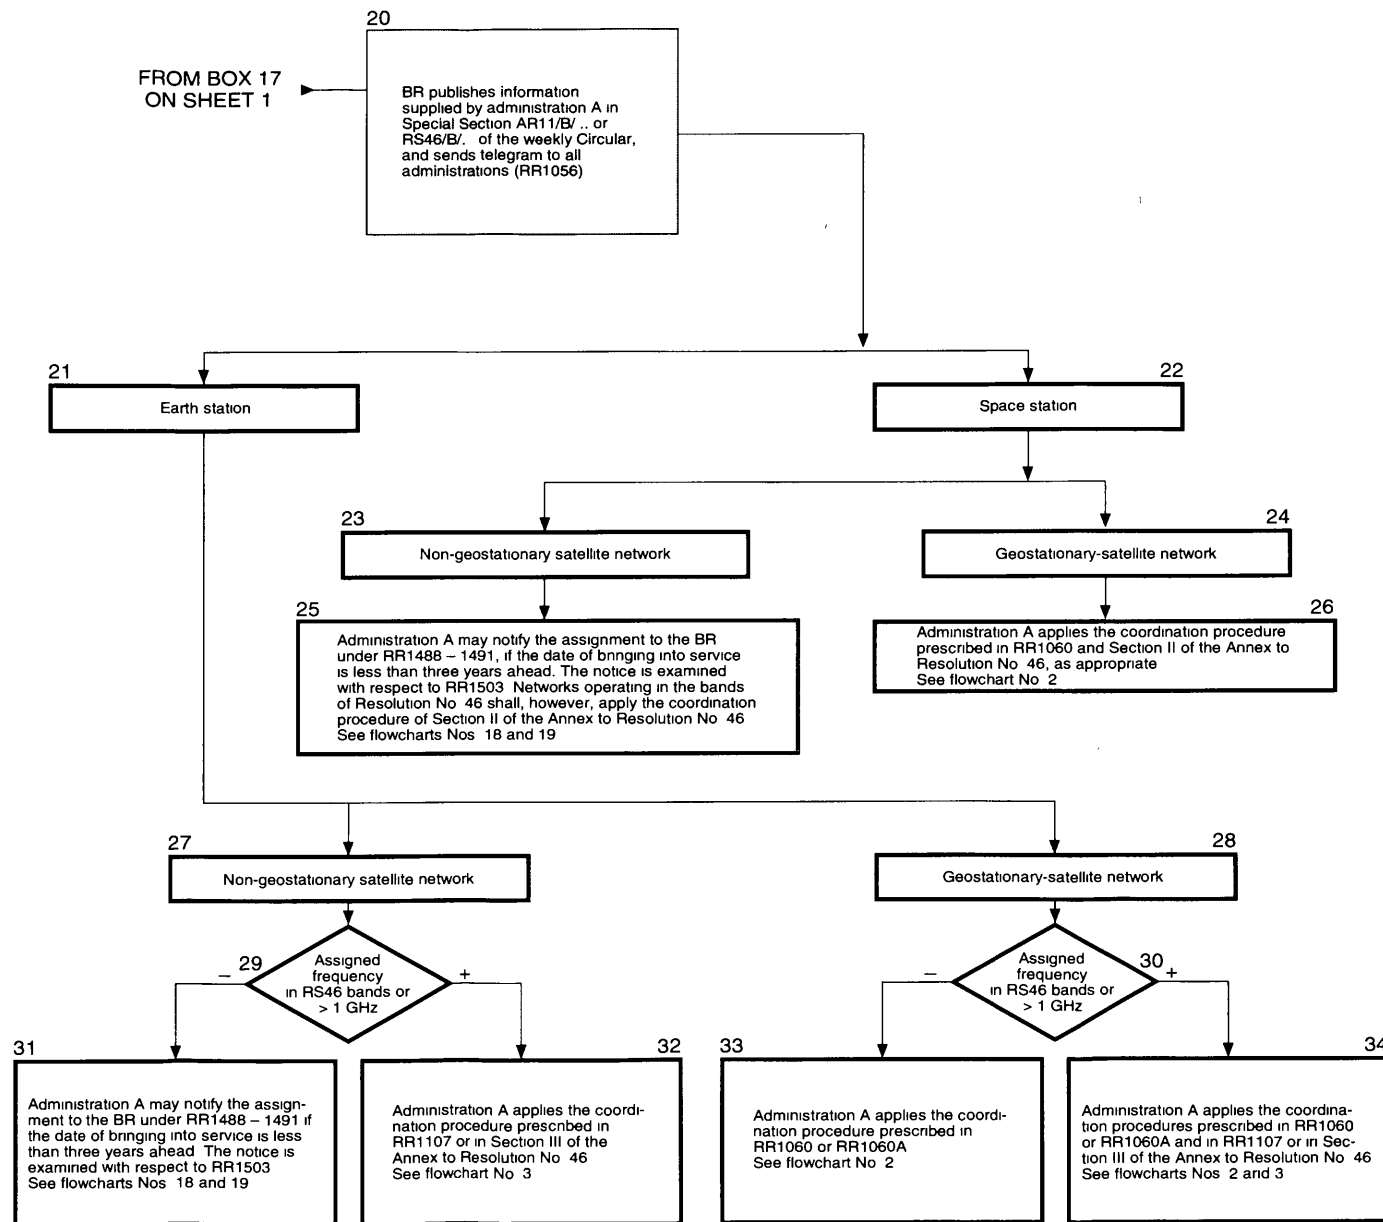 20
FROM BOX 17
ON SHEET 1
BR publishes information
supplied by administration A in
Special Section AR11/B/ .. or
RS46/B/. of the weekly Circular,
and sends telegram to all
administrations (RR1056)
21
Earth station
22
Space station
23
Non-geostationary satellite network
24
Geostationary-satellite network
25
Administration A may notify the assignment to the BR
under RR1488 – 1491, if the date of bringing into service
is less than three years ahead. The notice is examined
with respect to RR1503 Networks operating in the bands
of Resolution No 46 shall, however, apply the coordination
procedure of Section II of the Annex to Resolution No 46
See flowcharts Nos 18 and 19
26
Administration A applies the coordination procedure
prescribed in RR1060 and Section II of the Annex to
Resolution No 46, as appropriate
See flowchart No 2
27
Non-geostationary satellite network
28
Geostationary-satellite network
– 29
Assigned
frequency
in RS46 bands or
> 1 GHz
+
–
Assigned
frequency
in RS46 bands or
> 1 GHz
30 +
31
Administration A may notify the assign-
ment to the BR under RR1488 – 1491 if
the date of bringing into service is less
than three years ahead The notice is
examined with respect to RR1503
See flowcharts Nos 18 and 19
32
Administration A applies the coordi-
nation procedure prescribed in
RR1107 or in Section III of the
Annex to Resolution No 46
See flowchart No 3
33
Administration A applies the coordi-
nation procedure prescribed in
RR1060 or RR1060A
See flowchart No 2
34
Administration A applies the coordina-
tion procedures prescribed in RR1060
or RR1060A and in RR1107 or in Sec-
tion III of the Annex to Resolution No 46
See flowcharts Nos 2 and 3